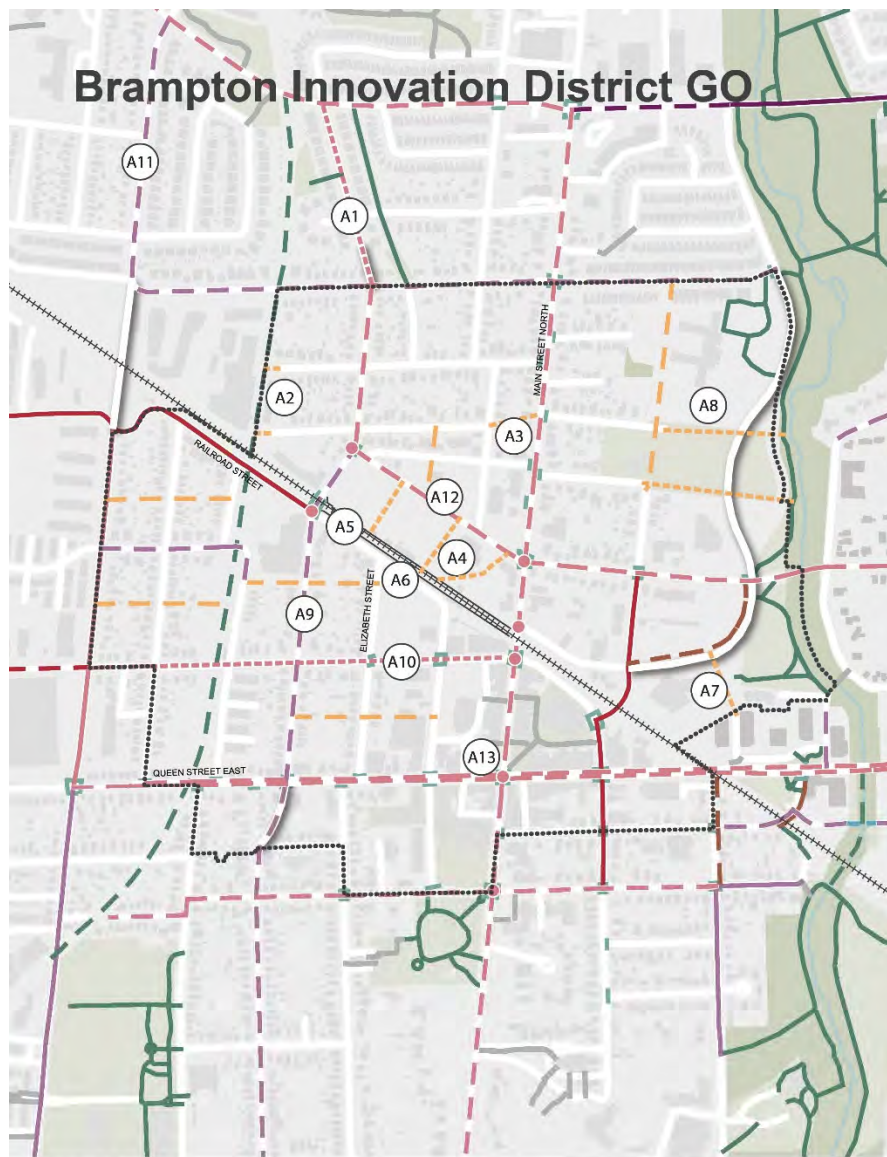 Brampton Innovation District GO
A11
A1
MAIN STREET NORTH
A2
A8
A3
RAILROAD STREET
A12
A5
A4
A6
ELIZABETH STREET
A9
A10
A7
A13
QUEEN STREET EAST